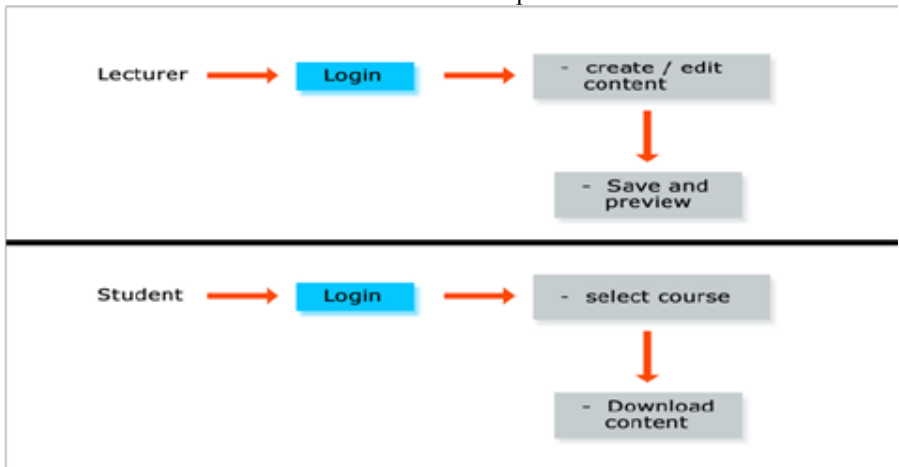 Lecturer
Login
- create / edit
content
- Save and
preview
Student
Login
- select course
- Download
content